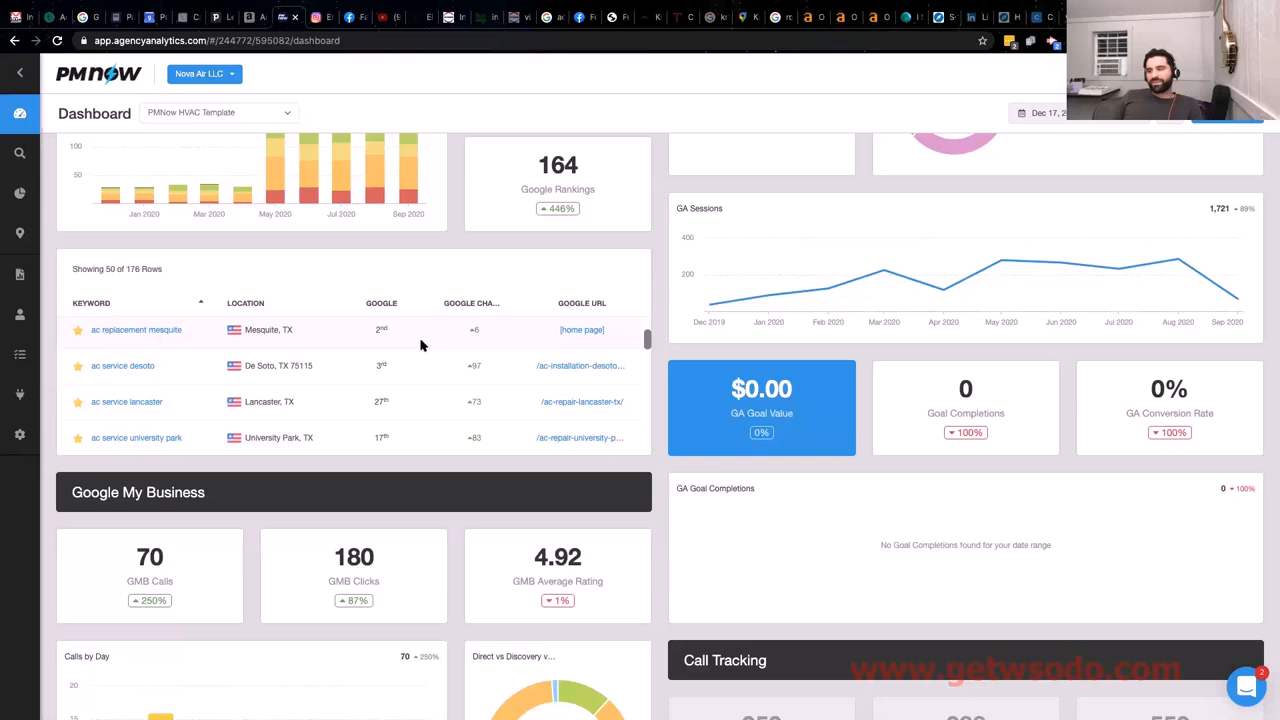 app.agencyanalytics.com/#/244772/595082/dashboard
PMNOW
Nova Air LLC
Dashboard
PMNow HVAC Template
Dec 17, 2
100
50
Jan 2020
Mar 2020
May 2020
Jul 2020
Sep 2020
164
Google Rankings
446%
GA Sessions
1,721
89%
400
200
Dec 2019
Jan 2020
Feb 2020
Mar 2020
Apr 2020
May 2020
Jun 2020
Jul 2020
Aug 2020
Sep 2020
Showing 50 of 176 Rows
KEYWORD LOCATION GOOGLE GOOGLE CHA... GOOGLE URL
ac replacement mesquite Mesquite, TX 2nd 6 [home page]
ac service desoto De Soto, TX 75115 3rd 97 /ac-installation-desoto...
ac service lancaster Lancaster, TX 27th 73 /ac-repair-lancaster-tx/
ac service university park University Park, TX 17th 83 /ac-repair-university-p...
$0.00
GA Goal Value
0%
0
Goal Completions
100%
0%
GA Conversion Rate
100%
Google My Business
GA Goal Completions
0
100%
No Goal Completions found for your date range
70
GMB Calls
250%
180
GMB Clicks
87%
4.92
GMB Average Rating
1%
Calls by Day
70
250%
20
15
Direct vs Discovery v...
Call Tracking
www.getwsodo.com
2